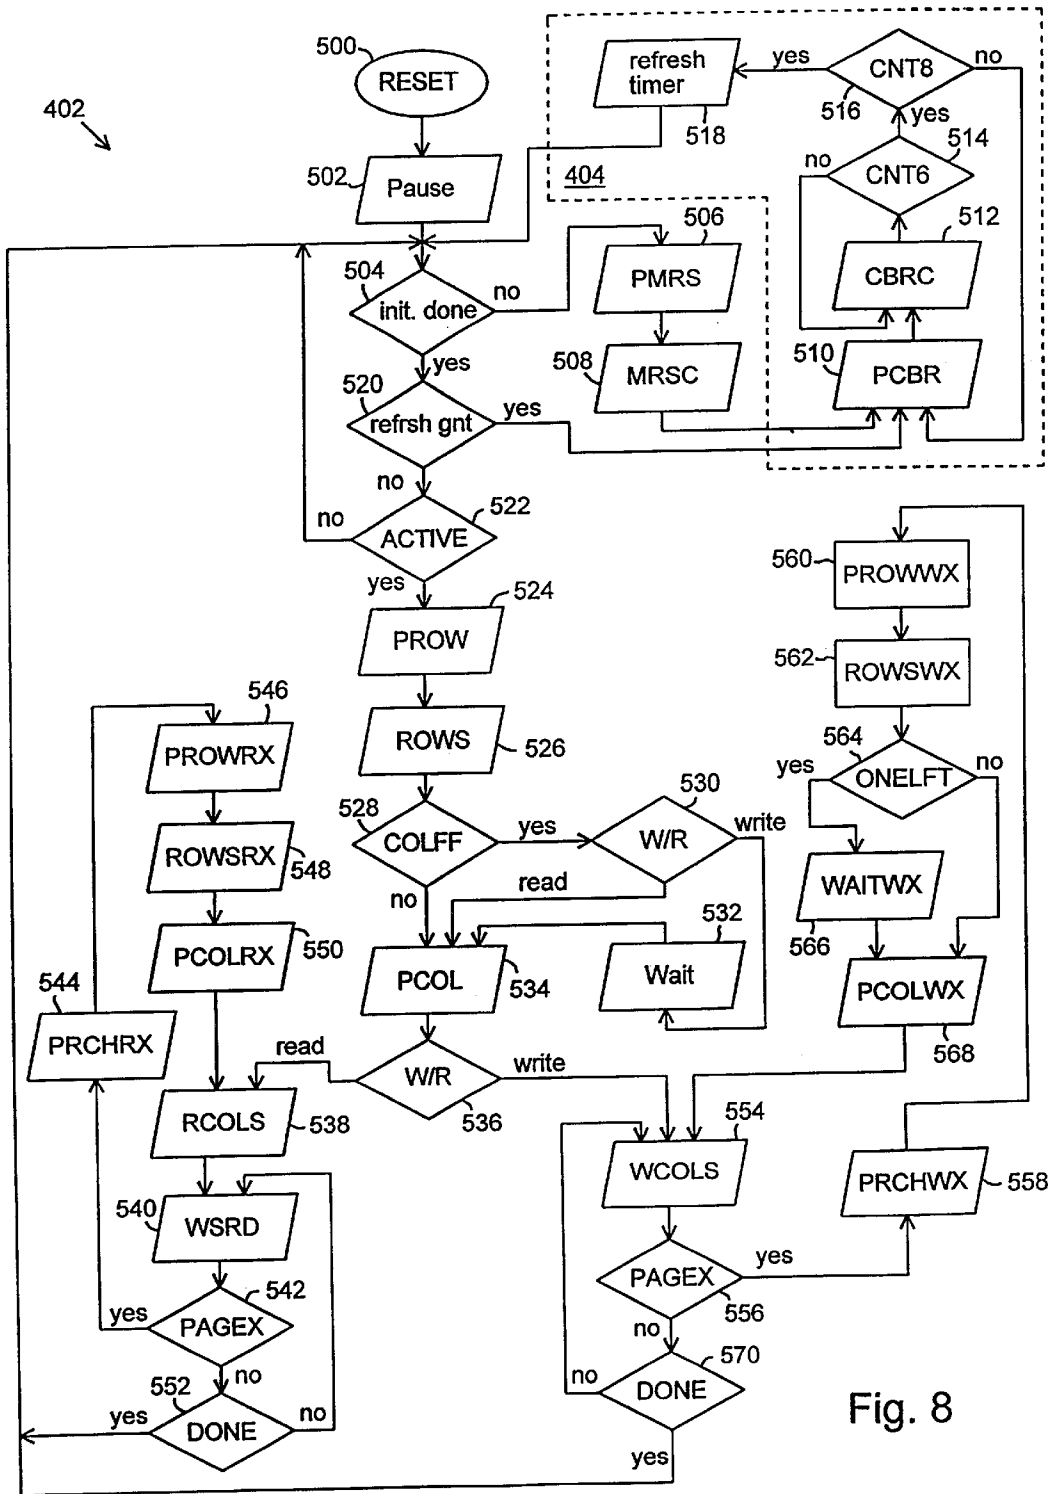 500
RESET
402
502
Pause
refresh
timer
518
yes
CNT8
no
516
yes
514
no
CNT6
404
512
CBRC
506
PMRS
504
init. done
no
yes
508
MRSC
510
PCBR
520
refrsh gnt
yes
no
522
no
ACTIVE
yes
524
PROW
526
ROWS
528
COLFF
yes
no
530
W/R
write
read
532
Wait
PCOL
534
read
W/R
write
536
546
PROWRX
ROWSRX
548
PCOLRX
550
544
PRCHRX
RCOLS
538
540
WSRD
542
yes
PAGEX
no
552
yes
DONE
no
560
PROWWX
562
ROWSWX
564
yes
ONELFT
no
WAITWX
566
PCOLWX
568
554
WCOLS
PRCHWX
558
PAGEX
yes
556
no
570
no
DONE
yes
Fig. 8